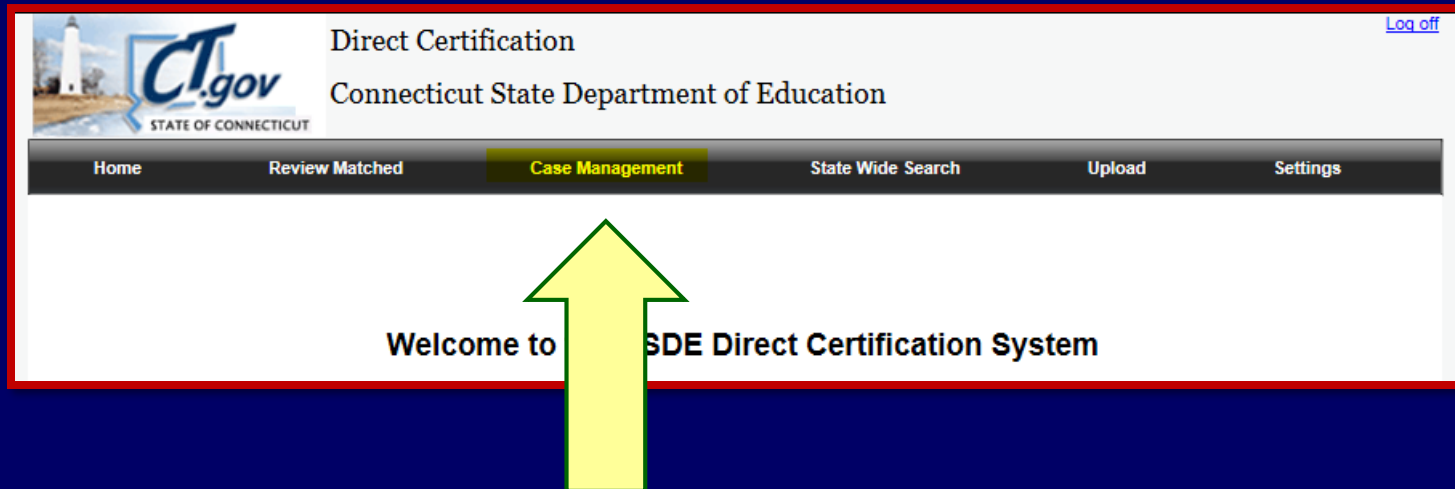 Log off
Direct Certification
CT.gov
Connecticut State Department of Education
STATE OF CONNECTICUT
Home Review Matched Case Management State Wide Search Upload Settings
Welcome to SDE Direct Certification System